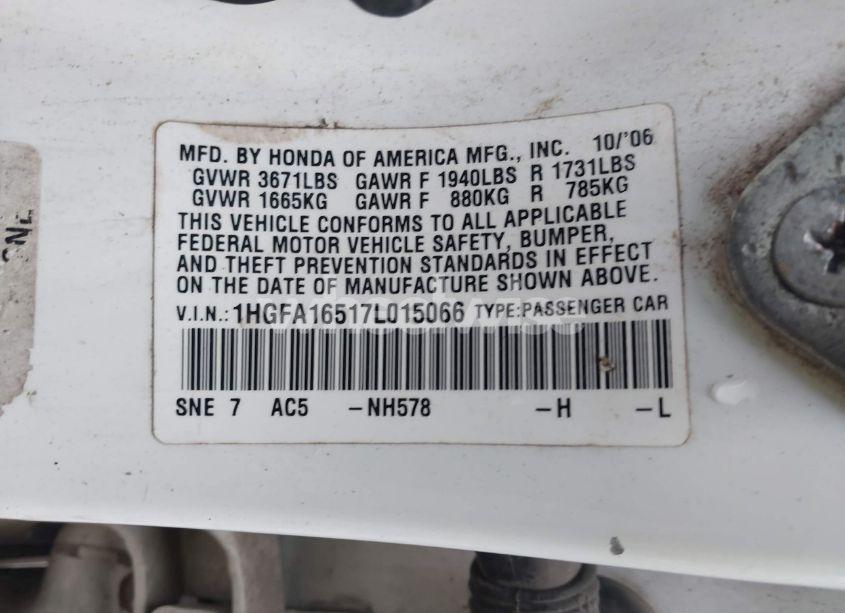 MFD. BY HONDA OF AMERICA MFG., INC. 10/'06
GVWR 3671LBS GAWR F 1940LBS R 1731LBS
GVWR 1665KG GAWR F 880KG R 785KG
THIS VEHICLE CONFORMS TO ALL APPLICABLE
FEDERAL MOTOR VEHICLE SAFETY, BUMPER,
AND THEFT PREVENTION STANDARDS IN EFFECT
ON THE DATE OF MANUFACTURE SHOWN ABOVE.
V.I.N.: 1HGFA16517L015066 TYPE:PASSENGER CAR
SNE 7 AC5 -NH578 -H -L